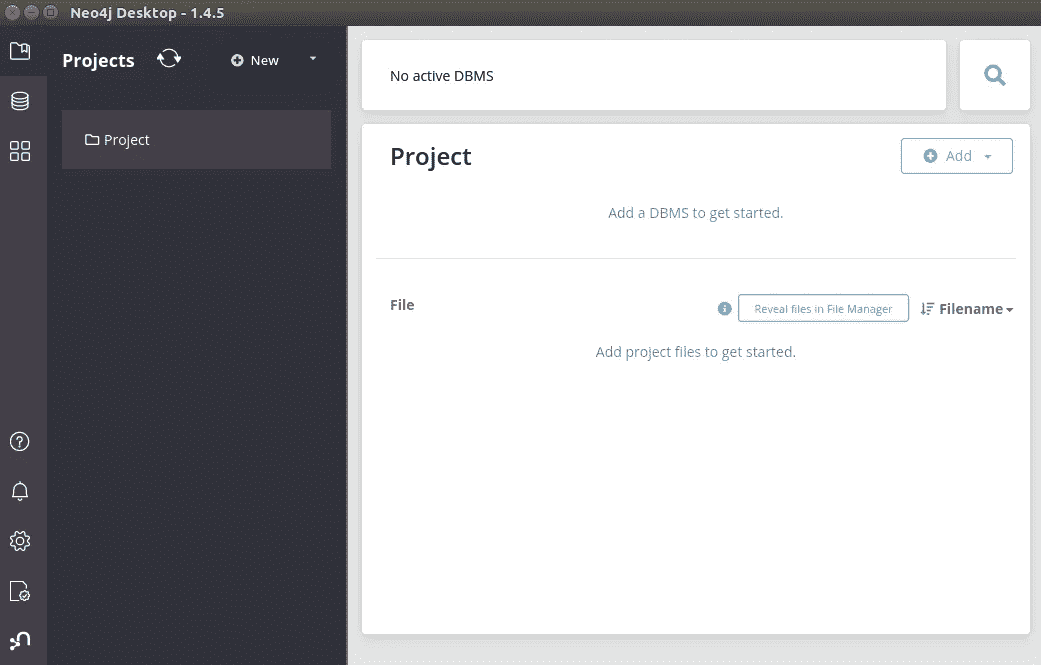 Neo4j Desktop - 1.4.5
Projects
New
Project
No active DBMS
Project
Add
Add a DBMS to get started.
File
Reveal files in File Manager
Filename
Add project files to get started.